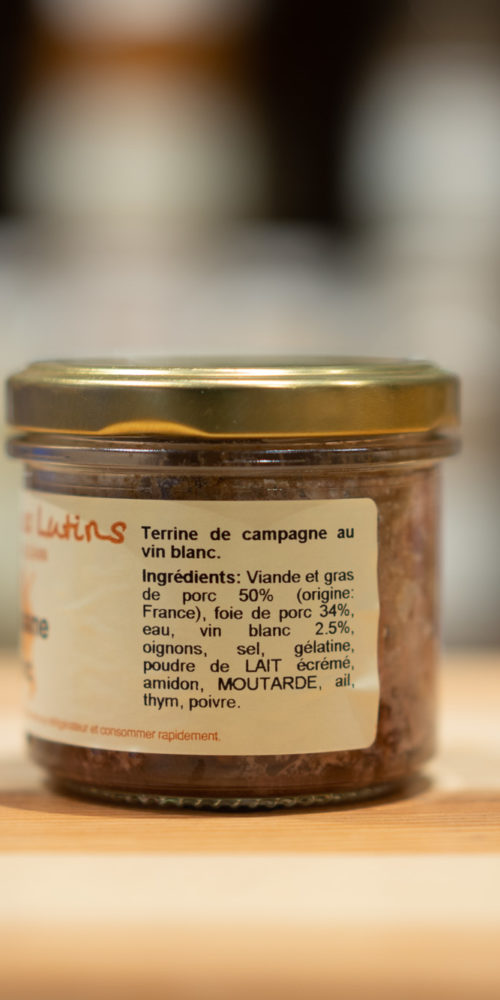 Lutins
Terrine de campagne au
vin blanc.
Ingrédients: Viande et gras
de porc 50% (origine:
France), foie de porc 34%,
eau, vin blanc 2.5%,
oignons, sel, gélatine,
poudre de LAIT écrémé,
amidon, MOUTARDE, ail,
thym, poivre.
réfrigérateur et consommer rapidement.